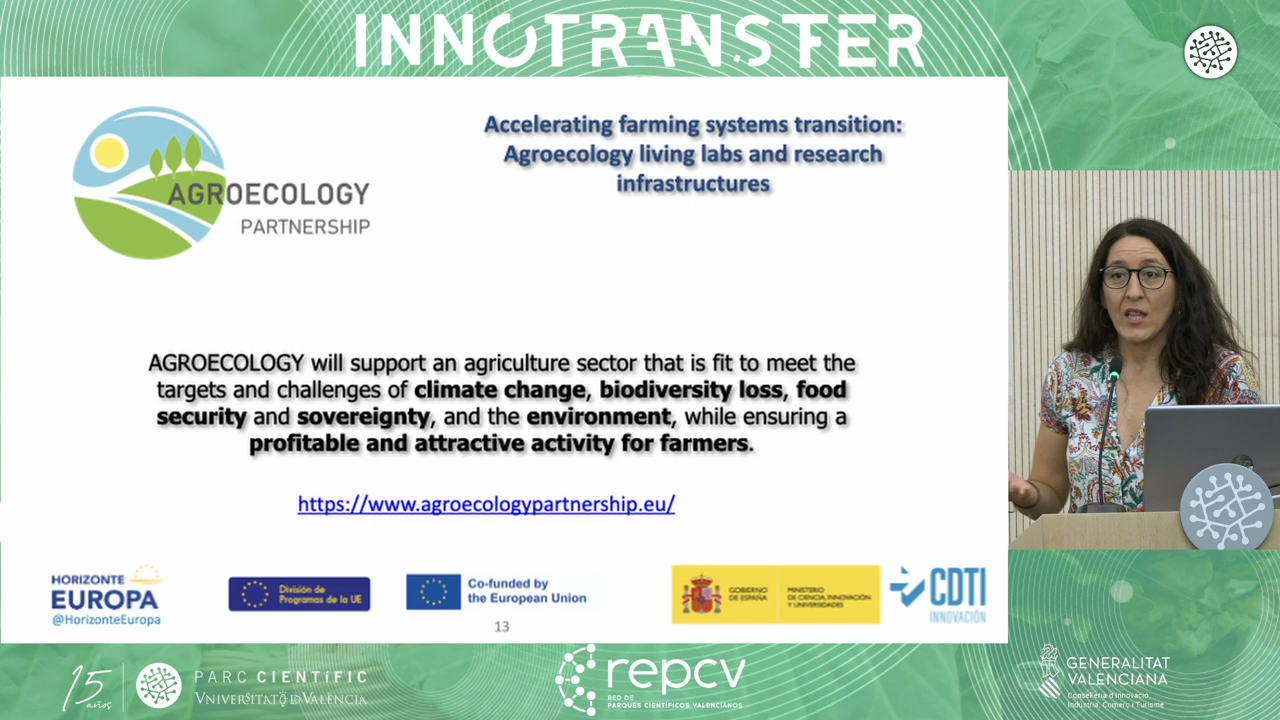 INNOTRANSFER
AGROECOLOGY
PARTNERSHIP
Accelerating farming systems transition:
Agroecology living labs and research
infrastructures
AGROECOLOGY will support an agriculture sector that is fit to meet the
targets and challenges of climate change, biodiversity loss, food
security and sovereignty, and the environment, while ensuring a
profitable and attractive activity for farmers.
https://www.agroecologypartnership.eu/
HORIZONTE
EUROPA
@HorizonteEuropa
División de
Programas de la UE
Co-funded by
the European Union
GOBIERNO
DE ESPAÑA
MINISTERIO
DE CIENCIA, INNOVACIÓN
Y UNIVERSIDADES
CDTI
INNOVACIÓN
13
15
años
PARC CIENTÍFIC
VNIVERSITAT ID VALÈNCIA
repcv
RED DE
PARQUES CIENTÍFICOS VALENCIANOS
GENERALITAT
VALENCIANA
Conselleria d'Innovació,
Indústria, Comerç i Turisme